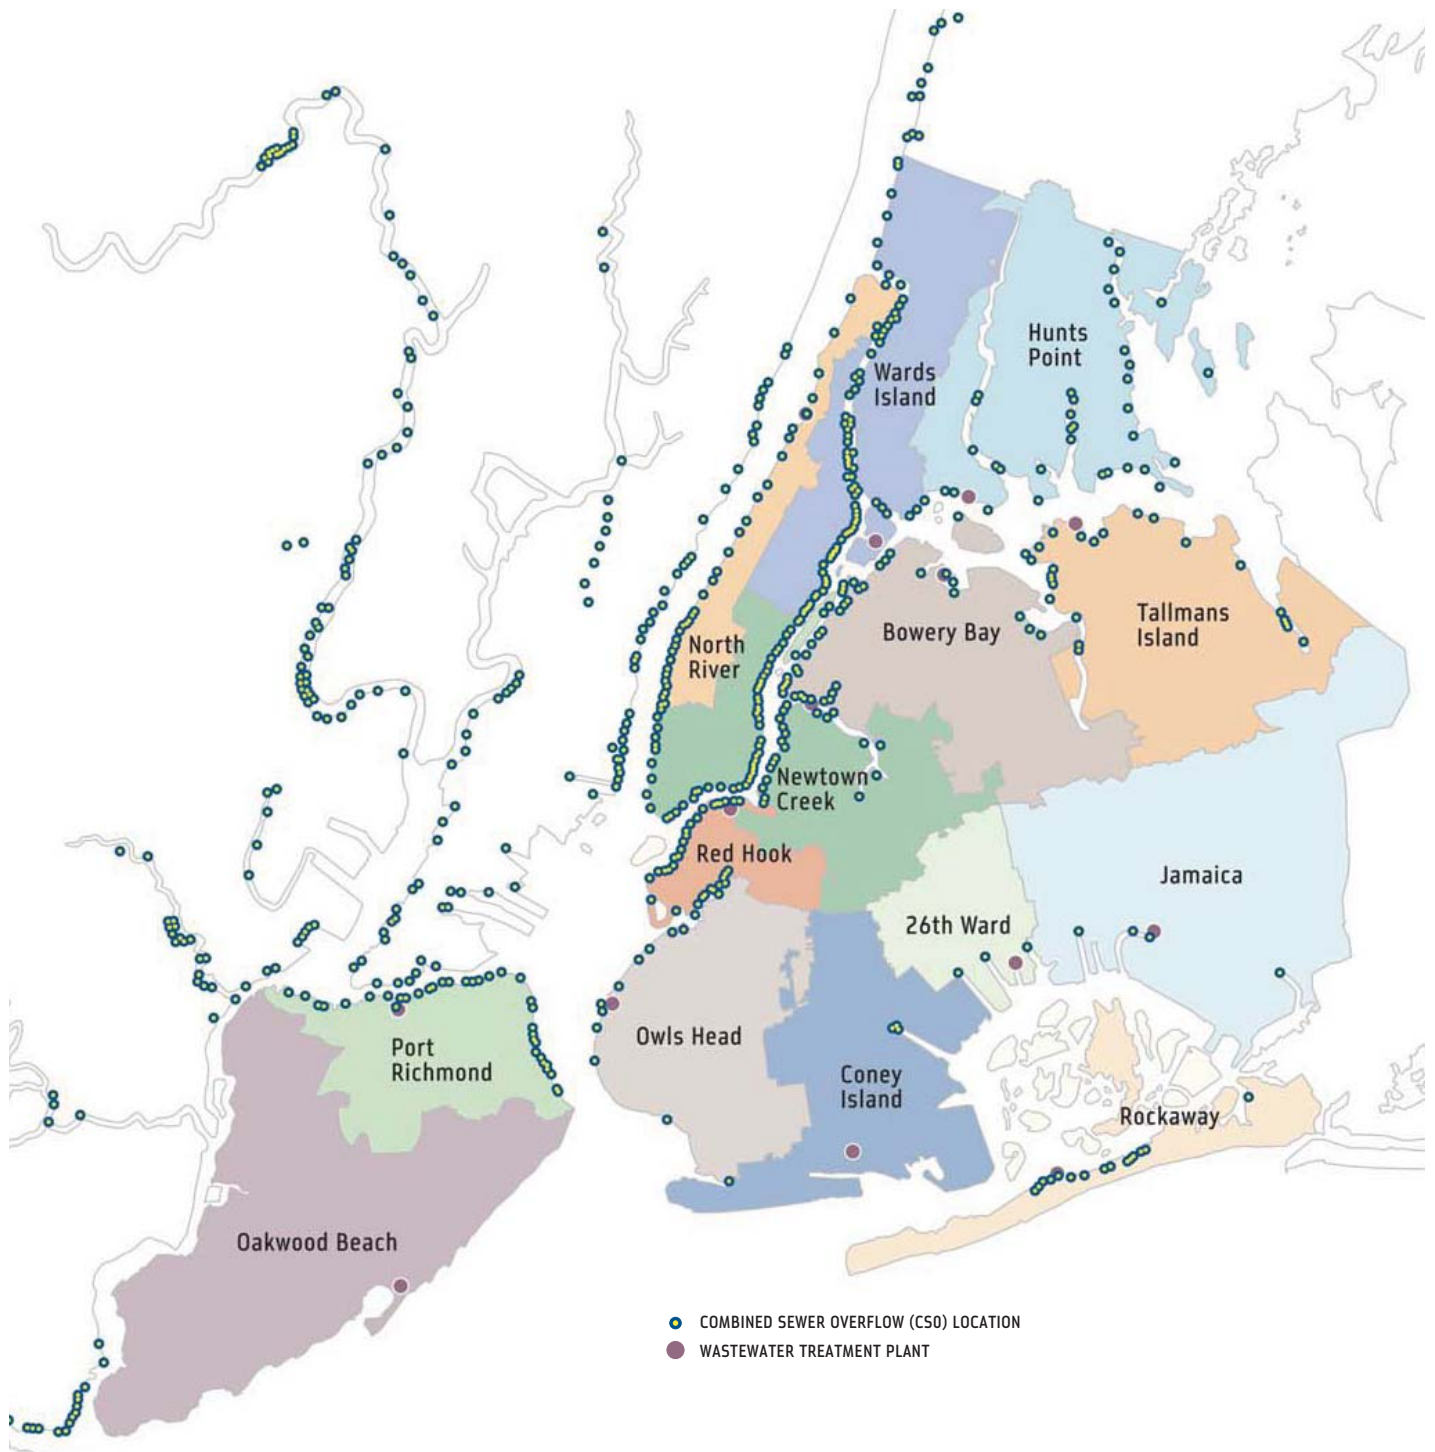 Hunts
Point
Wards
Island
Tallmans
Island
Bowery Bay
North
River
Newtown
Creek
Red Hook
Jamaica
26th Ward
Owls Head
Port
Richmond
Coney
Island
Rockaway
Oakwood Beach
COMBINED SEWER OVERFLOW (CSO) LOCATION
WASTEWATER TREATMENT PLANT